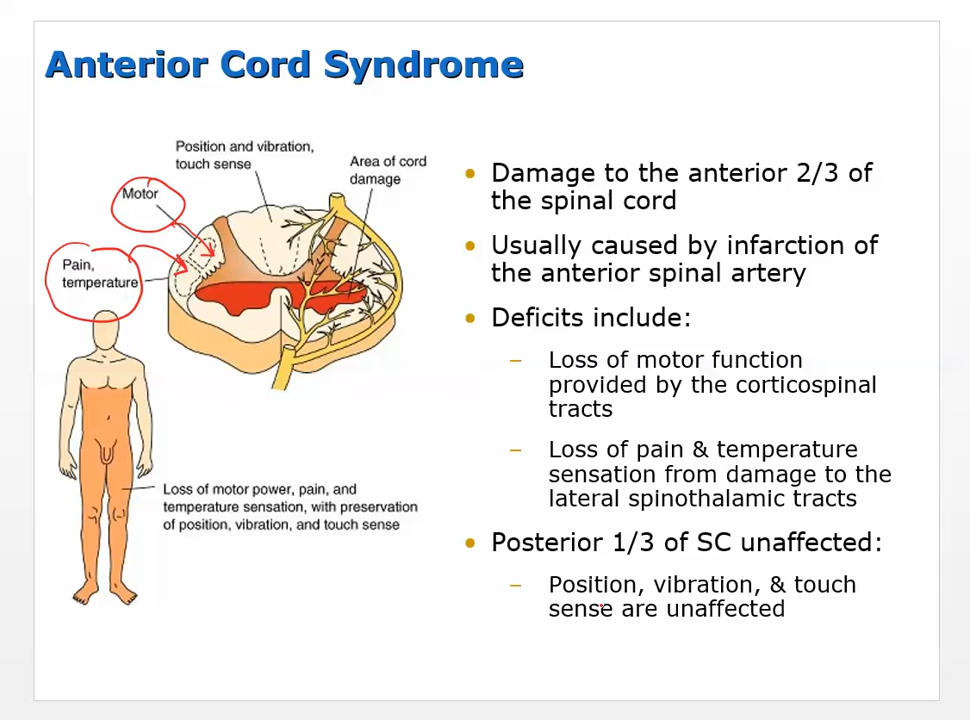 Anterior Cord Syndrome
Position and vibration,
touch sense
Area of cord
damage
Motor
Pain,
temperature
Loss of motor power, pain, and
temperature sensation, with preservation
of position, vibration, and touch sense
• Damage to the anterior 2/3 of
the spinal cord
• Usually caused by infarction of
the anterior spinal artery
• Deficits include:
– Loss of motor function
provided by the corticospinal
tracts
– Loss of pain & temperature
sensation from damage to the
lateral spinothalamic tracts
• Posterior 1/3 of SC unaffected:
– Position, vibration, & touch
sense are unaffected